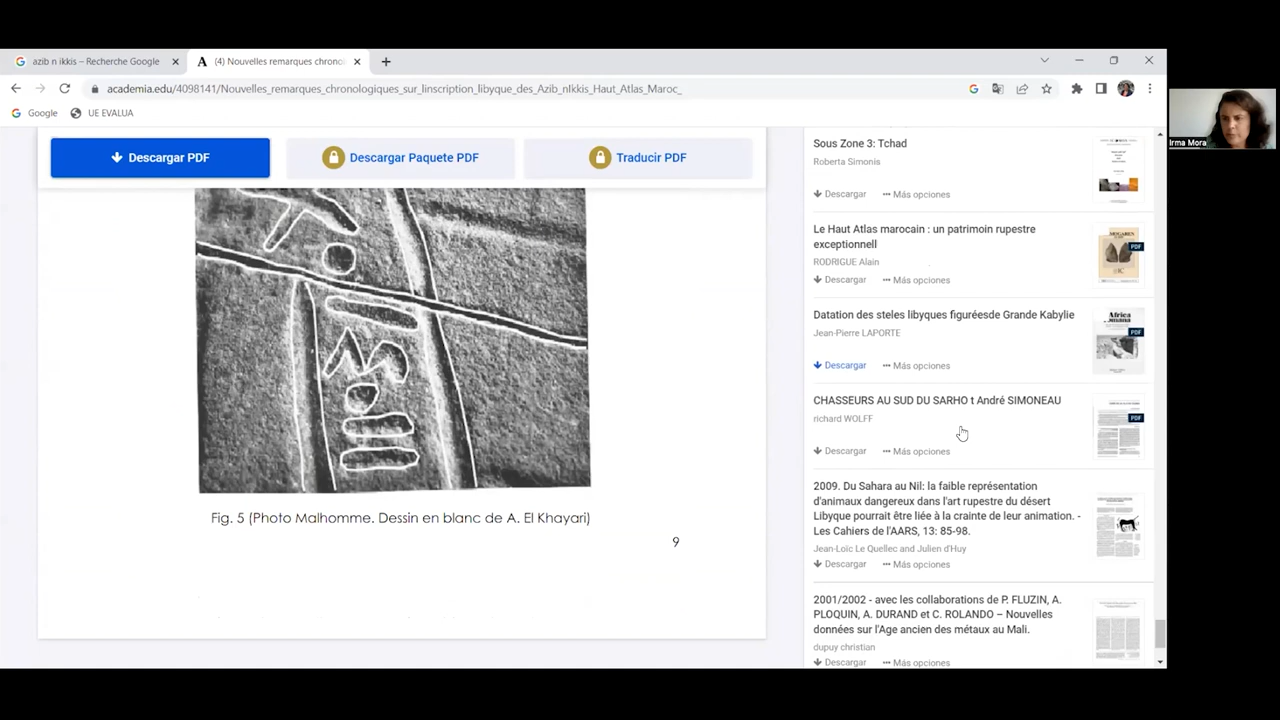 azib n ikkis – Recherche Google
(4) Nouvelles remarques chrono
academia.edu/4098141/Nouvelles_remarques_chronologiques_sur_linscription_libyque_des_Azib_nIkkis_Haut_Atlas_Maroc_
Google
UE EVALUA
Descargar PDF
Descargar Paquete PDF
Traducir PDF
Fig. 5 (Photo Malhomme. Dessin en blanc de A. El Khayari)
9
Sous Zone 3: Tchad
Roberta Simonis
Descargar
Más opciones
Le Haut Atlas marocain : un patrimoin rupestre
exceptionnell
RODRIGUE Alain
Descargar
Más opciones
PDF
Datation des steles libyques figuréesde Grande Kabylie
Jean-Pierre LAPORTE
Descargar
Más opciones
PDF
CHASSEURS AU SUD DU SARHO t André SIMONEAU
richard WOLFF
Descargar
Más opciones
PDF
2009. Du Sahara au Nil: la faible représentation
d'animaux dangereux dans l'art rupestre du désert
Libyque pourrait être liée à la crainte de leur animation. -
Les Cahiers de l'AARS, 13: 85-98.
Jean-Loïc Le Quellec and Julien d'Huy
Descargar
Más opciones
2001/2002 - avec les collaborations de P. FLUZIN, A.
PLOQUIN, A. DURAND et C. ROLANDO – Nouvelles
données sur l'Age ancien des métaux au Mali.
dupuy christian
Descargar
Más opciones
Irma Mora